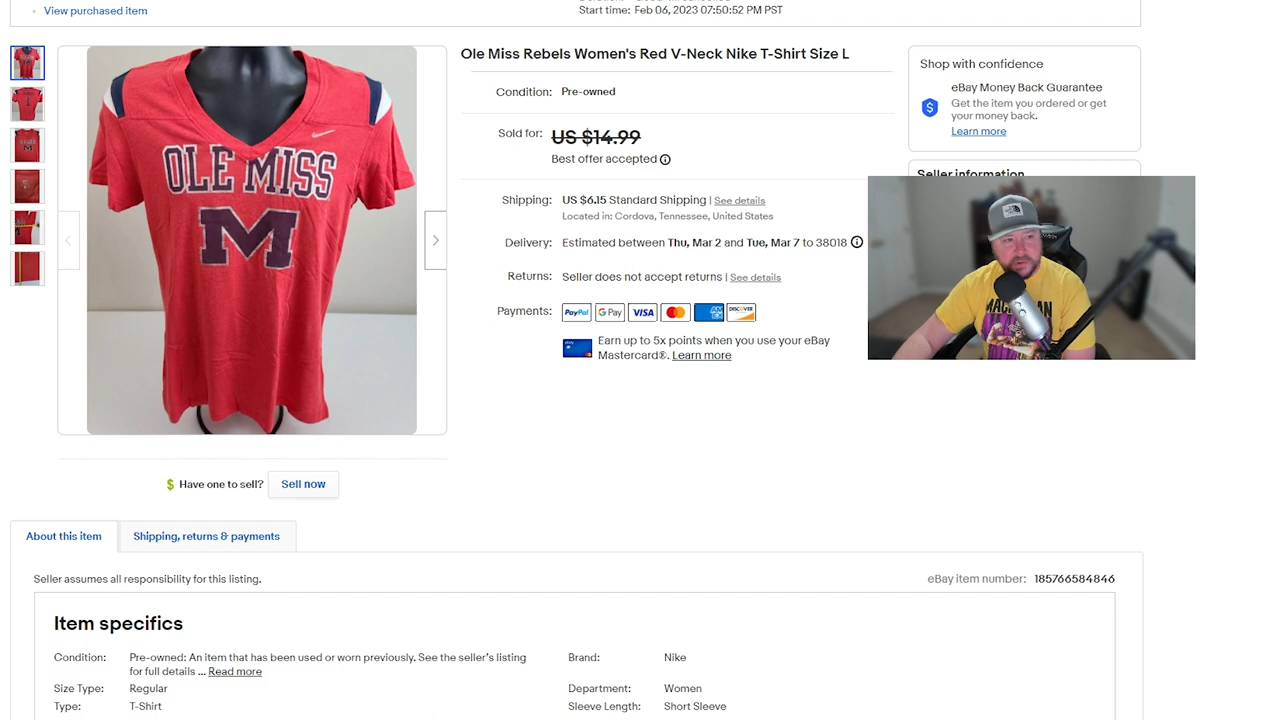 View purchased item
Start time: Feb 06, 2023 07:50:52 PM PST
Ole Miss Rebels Women's Red V-Neck Nike T-Shirt Size L
Condition: Pre-owned
Sold for: US $14.99
Best offer accepted
Shipping: US $6.15 Standard Shipping | See details
Located in: Cordova, Tennessee, United States
Delivery: Estimated between Thu, Mar 2 and Tue, Mar 7 to 38018
Returns: Seller does not accept returns | See details
Payments: PayPal G Pay VISA DISCOVER
Earn up to 5x points when you use your eBay
Mastercard®. Learn more
Shop with confidence
eBay Money Back Guarantee
Get the item you ordered or get
your money back.
Learn more
Seller information
OLE MISS
M
$ Have one to sell? Sell now
About this item
Shipping, returns & payments
Seller assumes all responsibility for this listing.
eBay item number: 185766584846
Item specifics
Condition: Pre-owned: An item that has been used or worn previously. See the seller's listing
for full details ... Read more
Brand: Nike
Size Type: Regular
Department: Women
Type: T-Shirt
Sleeve Length: Short Sleeve